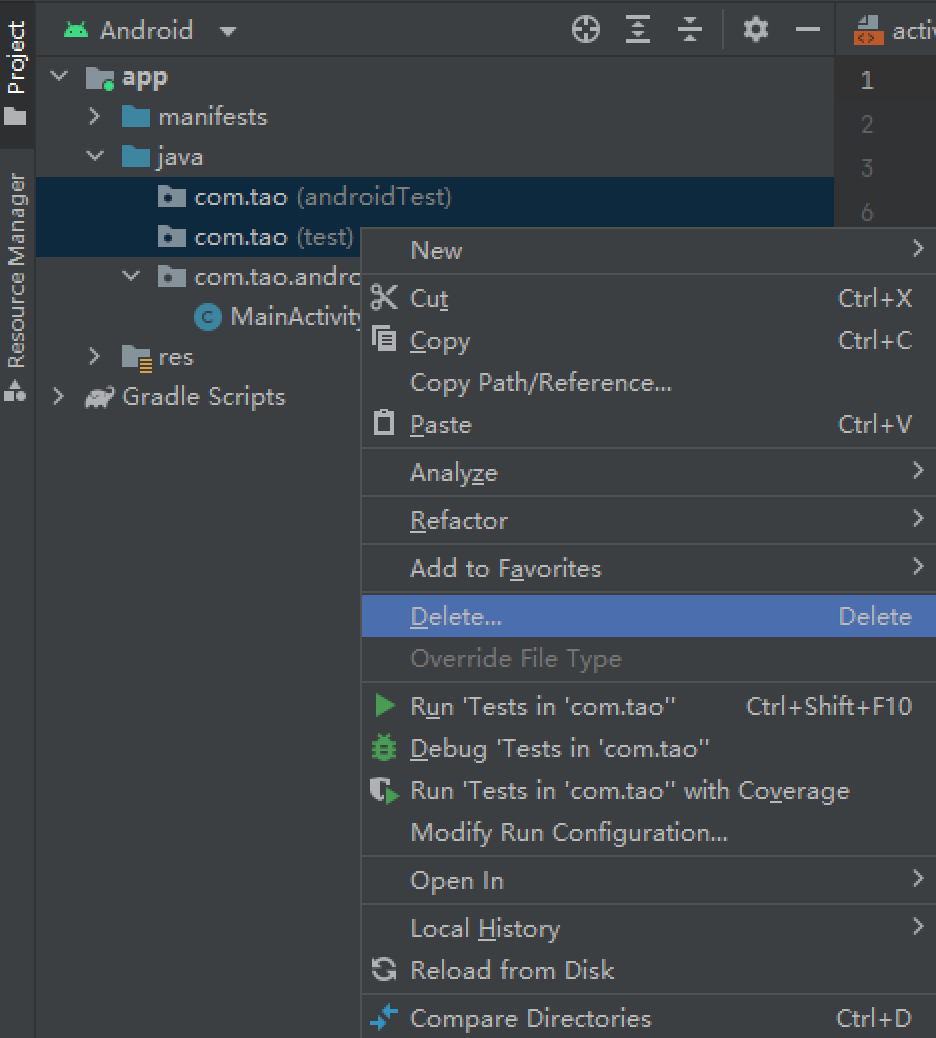 Project
Resource Manager
Android
app
manifests
java
com.tao (androidTest)
com.tao (test)
com.tao.andro
MainActivity
res
Gradle Scripts
activ
1
2
3
6
New
Cut Ctrl+X
Copy Ctrl+C
Copy Path/Reference...
Paste Ctrl+V
Analyze
Refactor
Add to Favorites
Delete... Delete
Override File Type
Run 'Tests in 'com.tao'' Ctrl+Shift+F10
Debug 'Tests in 'com.tao''
Run 'Tests in 'com.tao'' with Coverage
Modify Run Configuration...
Open In
Local History
Reload from Disk
Compare Directories Ctrl+D